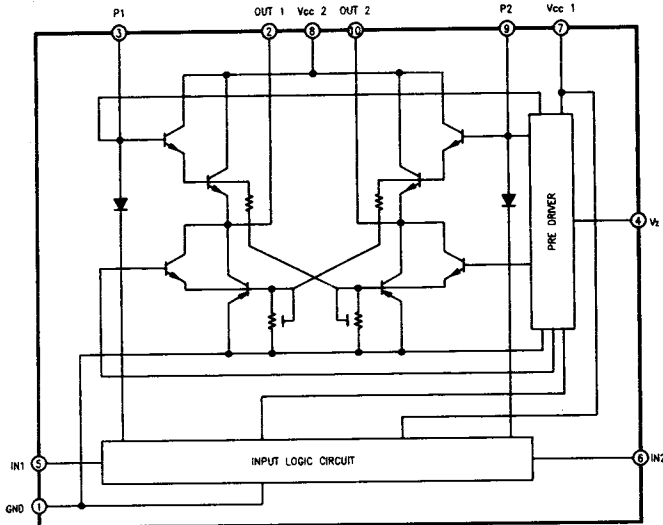 P1 OUT 1 Vcc 2 OUT 2 P2 Vcc 1
3 2 8 10 9 7
PRE DRIVER
4 Vz
INPUT LOGIC CIRCUIT
IN1 5
6 IN2
GND 1